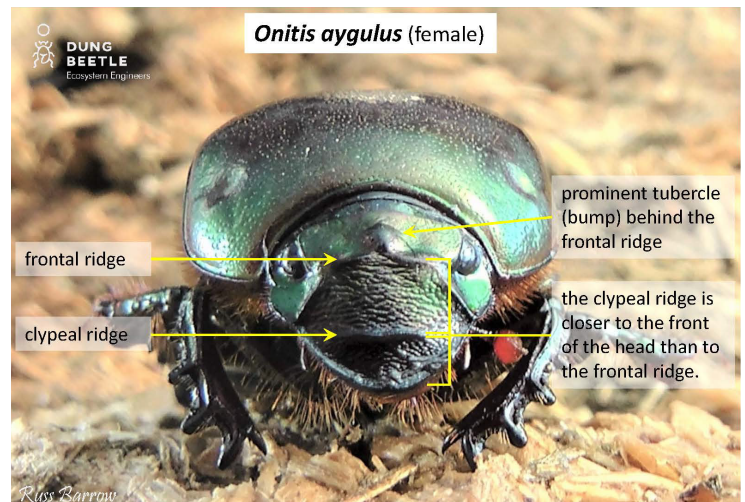 Onitis aygulus (female)
DUNG
BEETLE
Ecosystem Engineers
prominent tubercle
(bump) behind the
frontal ridge
frontal ridge
clypeal ridge
the clypeal ridge is
closer to the front
of the head than to
the frontal ridge.
Russ Barrow